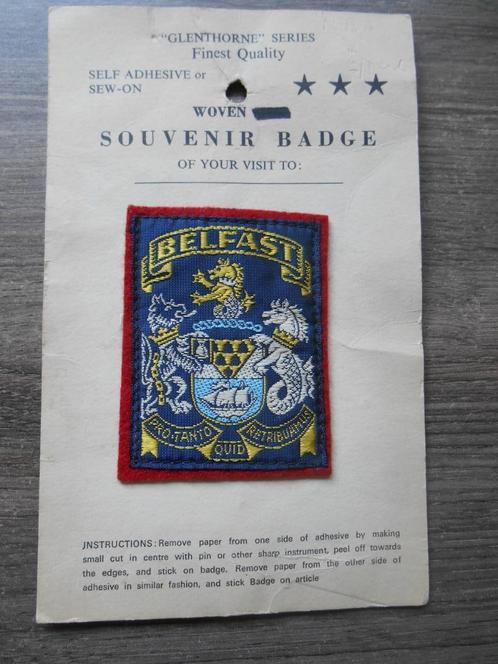 "GLENTHORNE" SERIES
Finest Quality
SELF ADHESIVE or
SEW-ON
WOVEN
SOUVENIR BADGE
OF YOUR VISIT TO:
BELFAST
PRO·TANTO
QUID
RETRIBUAMUS
INSTRUCTIONS: Remove paper from one side of adhesive by making
small cut in centre with pin or other sharp instrument, peel off towards
the edges, and stick on badge. Remove paper from the other side of
adhesive in similar fashion, and stick Badge on article